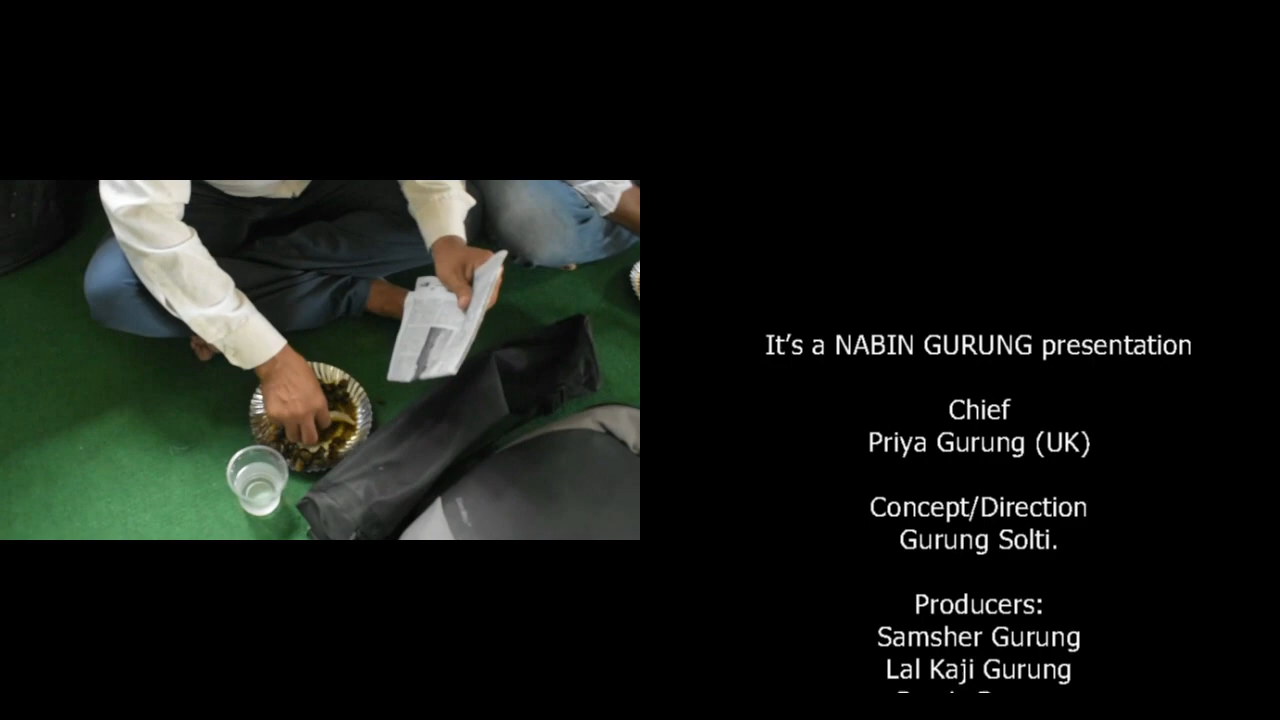 It's a NABIN GURUNG presentation
Chief
Priya Gurung (UK)
Concept/Direction
Gurung Solti.
Producers:
Samsher Gurung
Lal Kaji Gurung